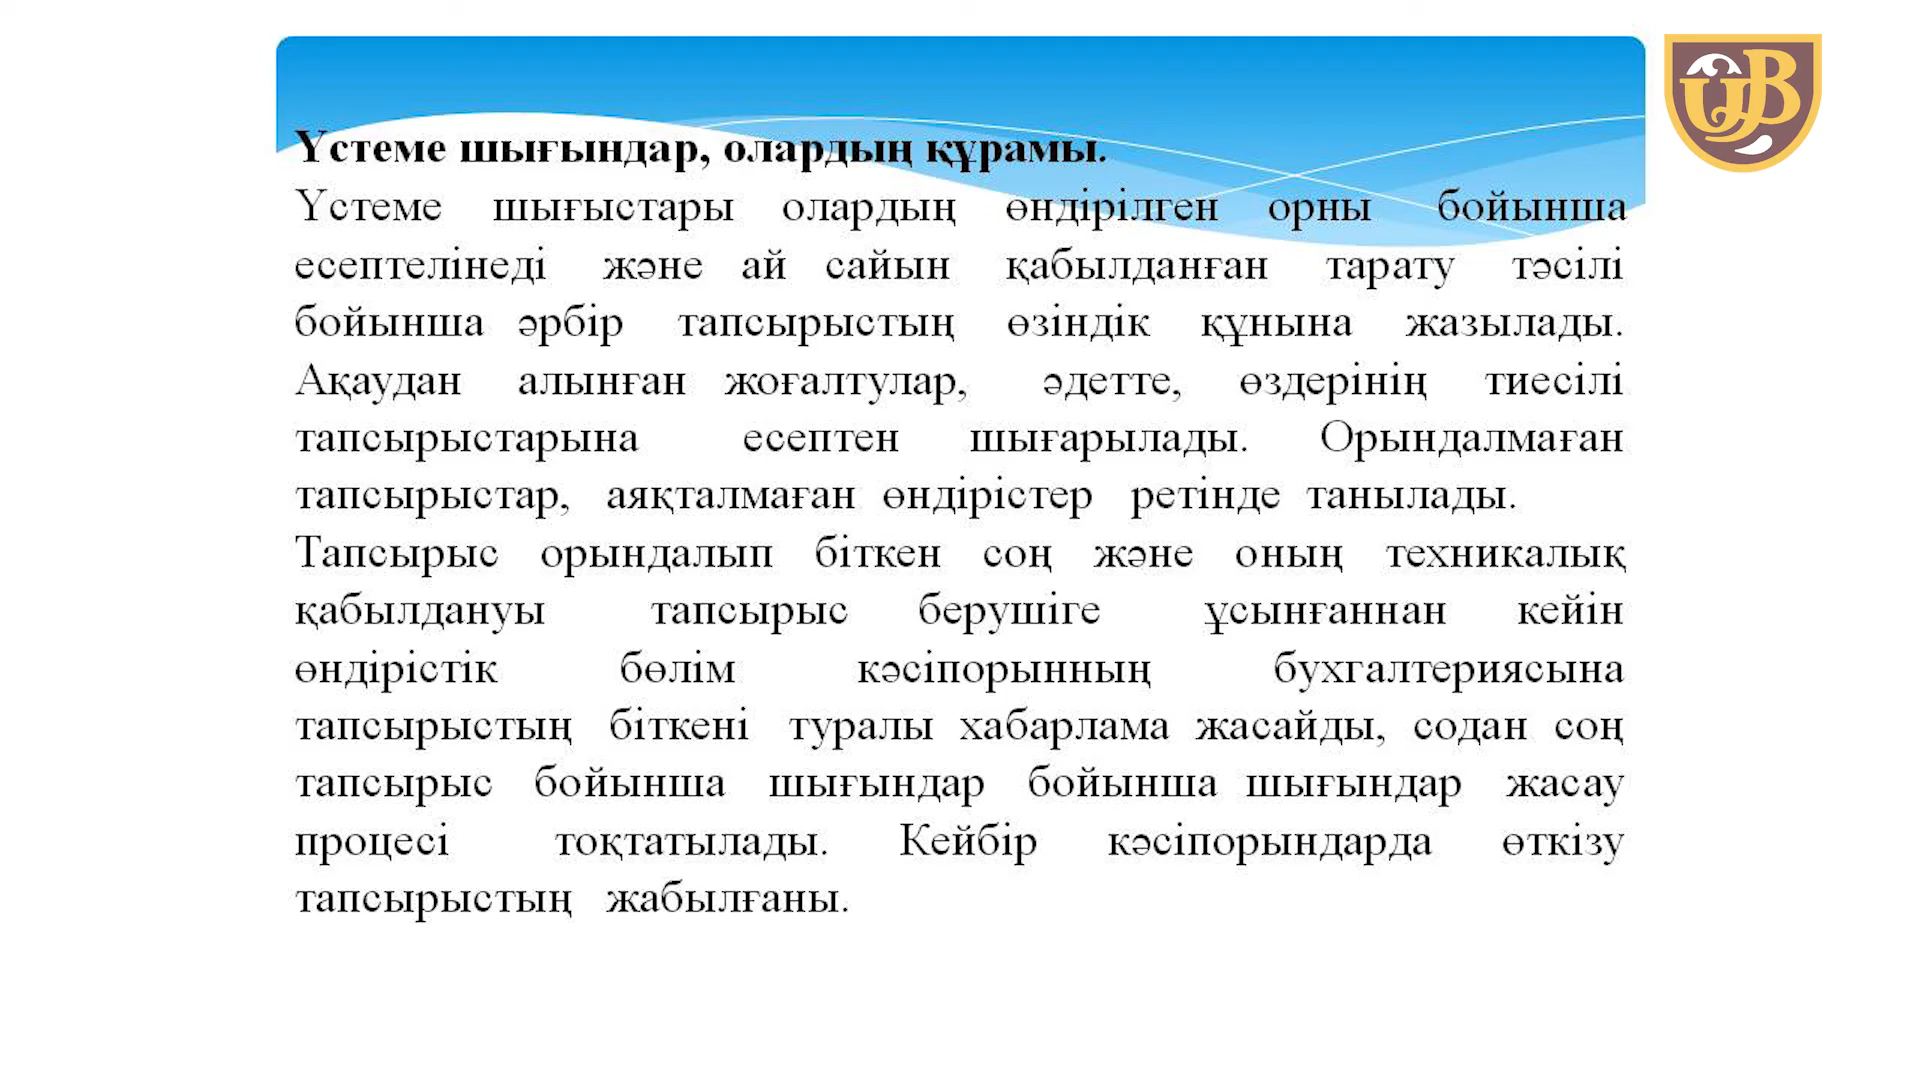 Үстеме шығындар, олардың құрамы.
Үстеме шығыстары олардың өндірілген орны бойынша
есептелінеді және ай сайын қабылданған тарату тәсілі
бойынша әрбір тапсырыстың өзіндік құнына жазылады.
Ақаудан алынған жоғалтулар, әдетте, өздерінің тиесілі
тапсырыстарына есептен шығарылады. Орындалмаған
тапсырыстар, аяқталмаған өндірістер ретінде танылады.
Тапсырыс орындалып біткен соң және оның техникалық
қабылдануы тапсырыс берушіге ұсынғаннан кейін
өндірістік бөлім кәсіпорынның бухгалтериясына
тапсырыстың біткені туралы хабарлама жасайды, содан соң
тапсырыс бойынша шығындар бойынша шығындар жасау
процесі тоқтатылады. Кейбір кәсіпорындарда өткізу
тапсырыстың жабылғаны.